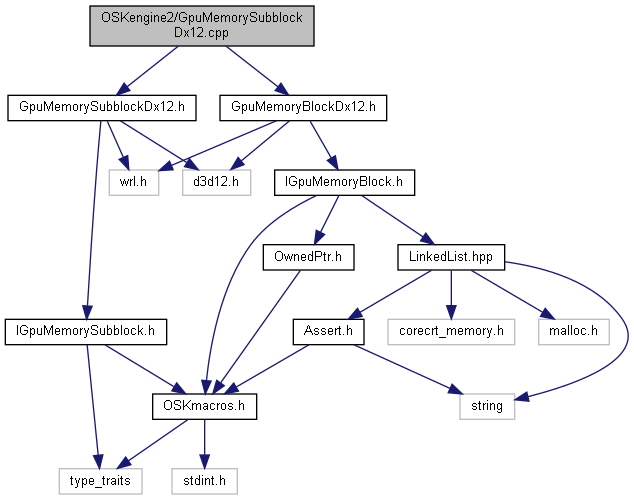 OSKengine2/GpuMemorySubblock
Dx12.cpp
GpuMemorySubblockDx12.h
GpuMemoryBlockDx12.h
wrl.h
d3d12.h
IGpuMemoryBlock.h
OwnedPtr.h
LinkedList.hpp
IGpuMemorySubblock.h
Assert.h
corecrt_memory.h
malloc.h
OSKmacros.h
string
type_traits
stdint.h